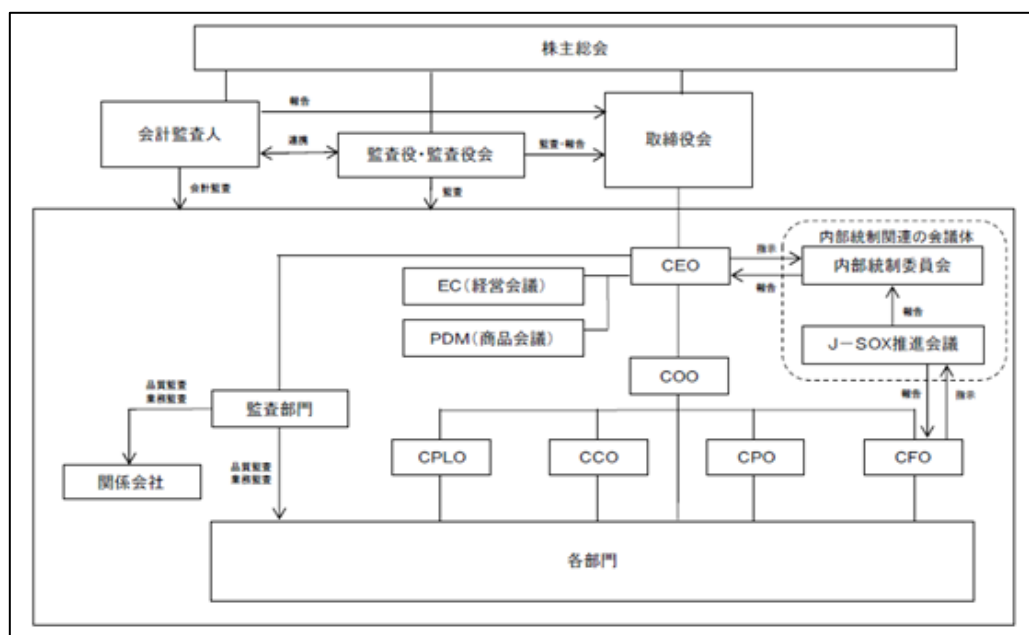 株主総会
報告
会計監査人
連携
監査役・監査役会
監査・報告
取締役会
会計監査
監査
内部統制関連の会議体
CEO
指示
内部統制委員会
報告
EC（経営会議）
報告
PDM（商品会議）
J－SOX推進会議
COO
品質監査
業務監査
監査部門
報告
指示
CPLO
CCO
CPO
CFO
関係会社
品質監査
業務監査
各部門